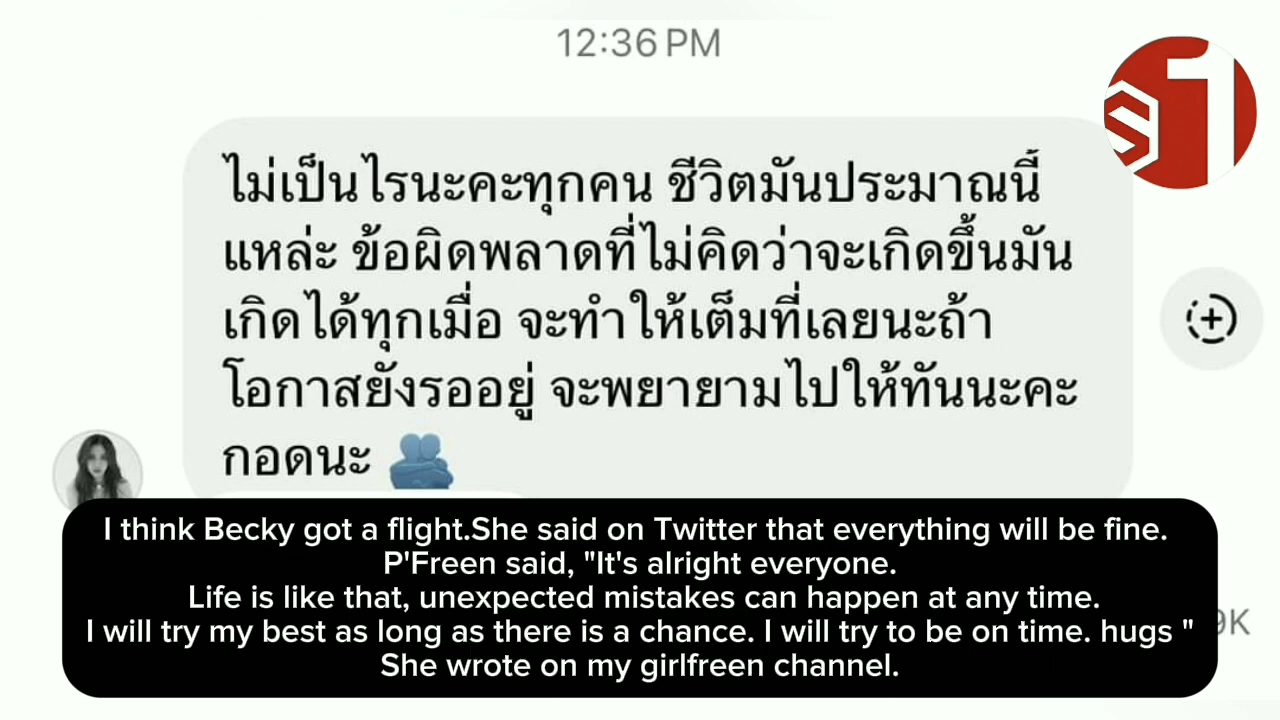 12:36 PM
S1
ไม่เป็นไรนะคะทุกคน ชีวิตมันประมาณนี้
แหล่ะ ข้อผิดพลาดที่ไม่คิดว่าจะเกิดขึ้นมัน
เกิดได้ทุกเมื่อ จะทำให้เต็มที่เลยนะถ้า
โอกาสยังรออยู่ จะพยายามไปให้ทันนะคะ
กอดนะ
I think Becky got a flight.She said on Twitter that everything will be fine.
P'Freen said, "It's alright everyone.
Life is like that, unexpected mistakes can happen at any time.
I will try my best as long as there is a chance. I will try to be on time. hugs "
She wrote on my girlfreen channel.